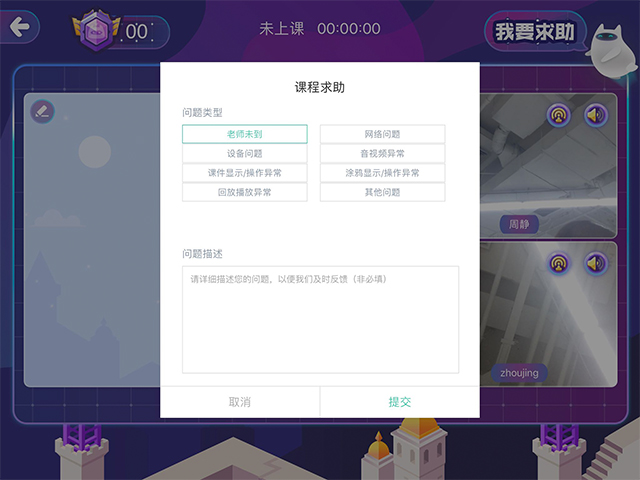 00
未上课 00:00:00
我要求助
课程求助
问题类型
老师未到
网络问题
设备问题
音视频异常
课件显示/操作异常
涂鸦显示/操作异常
回放播放异常
其他问题
问题描述
请详细描述您的问题，以便我们及时反馈（非必填）
取消
提交
周静
zhoujing